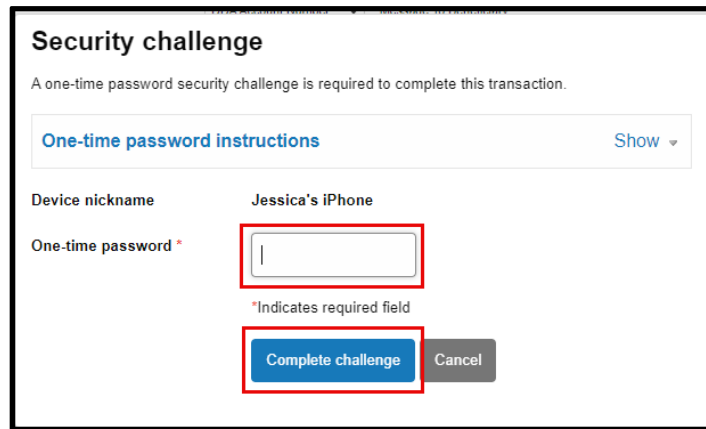 Security challenge
A one-time password security challenge is required to complete this transaction.
One-time password instructions Show
Device nickname Jessica's iPhone
One-time password *
*Indicates required field
Complete challenge Cancel